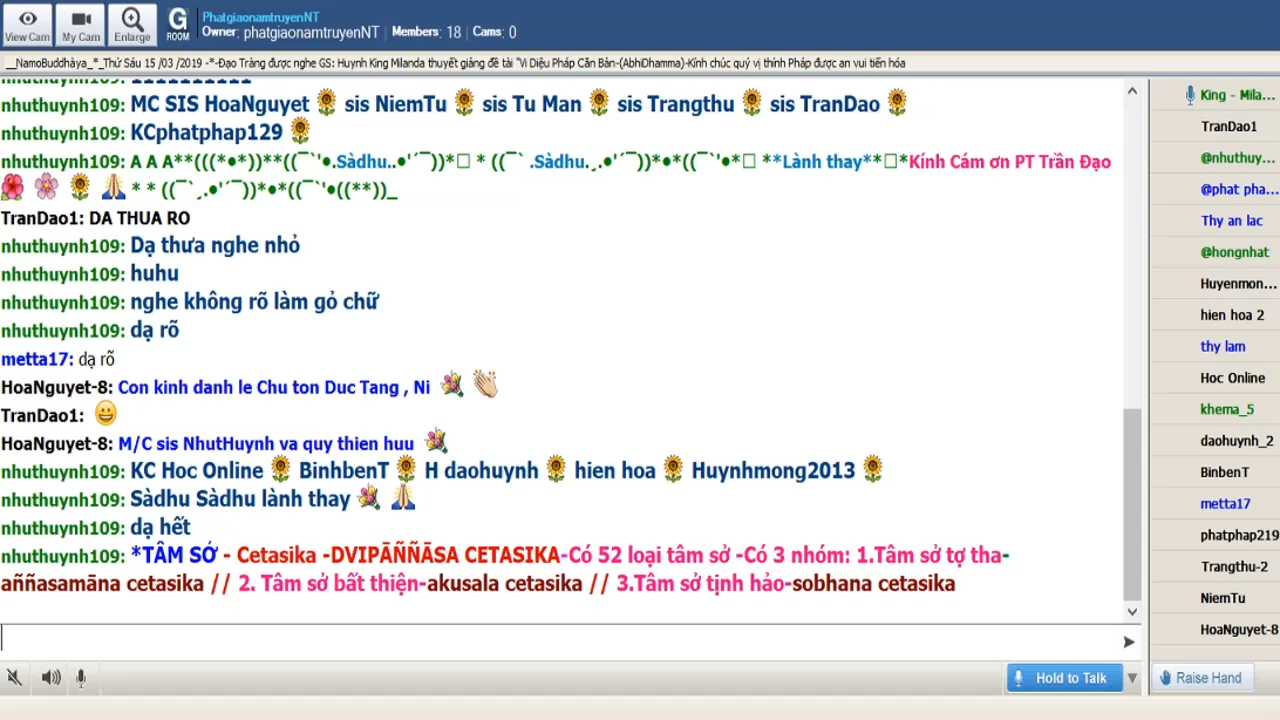 View Cam
My Cam
Enlarge
G
ROOM
PhatgiaonamtruyenNT
Owner: phatgiaonamtruyenNT | Members: 18 | Cams: 0
__NamoBuddhàya_*_Thứ Sáu 15 /03 /2019 -*-Đạo Tràng được nghe GS: Huynh King Milanda thuyết giảng đề tài "Vi Diệu Pháp Căn Bản-(AbhiDhamma)-Kính chúc quý vị thính Pháp được an vui tiến hóa
nhuthuynh109: MC SIS HoaNguyet 🌻 sis NiemTu 🌻 sis Tu Man 🌻 sis Trangthu 🌻 sis TranDao 🌻
nhuthuynh109: KCphatphap129 🌻
nhuthuynh109: A A A**(((*•*))**((¯`'•.Sàdhu..•'´¯))*□ * ((¯` .Sàdhu.¸.•'´¯))*•*((¯`'•*□ **Lành thay**□*Kính Cám ơn PT Trần Đạo
🌺 🌸 🌻 🙏 * * ((¯`¸.•'´¯))*•*((¯`'•((**))_
TranDao1: DA THUA RO
nhuthuynh109: Dạ thưa nghe nhỏ
nhuthuynh109: huhu
nhuthuynh109: nghe không rõ làm gỏ chữ
nhuthuynh109: dạ rõ
metta17: dạ rõ
HoaNguyet-8: Con kinh danh le Chu ton Duc Tang , Ni 💐 👏
TranDao1: 😀
HoaNguyet-8: M/C sis NhutHuynh va quy thien huu 💐
nhuthuynh109: KC Hoc Online 🌻 BinhbenT 🌻 H daohuynh 🌻 hien hoa 🌻 Huynhmong2013 🌻
nhuthuynh109: Sàdhu Sàdhu lành thay 💐 🙏
nhuthuynh109: dạ hết
nhuthuynh109: *TÂM SỞ - Cetasika -DVIPĀÑÑĀSA CETASIKA-Có 52 loại tâm sở -Có 3 nhóm: 1.Tâm sở tợ tha-
aññasamāna cetasika // 2. Tâm sở bất thiện-akusala cetasika // 3.Tâm sở tịnh hảo-sobhana cetasika
King - Mila...
TranDao1
@nhuthuy...
@phat pha...
Thy an lac
@hongnhat
Huyenmon...
hien hoa 2
thy lam
Hoc Online
khema_5
daohuynh_2
BinbenT
metta17
phatphap219
Trangthu-2
NiemTu
HoaNguyet-8
Hold to Talk
Raise Hand